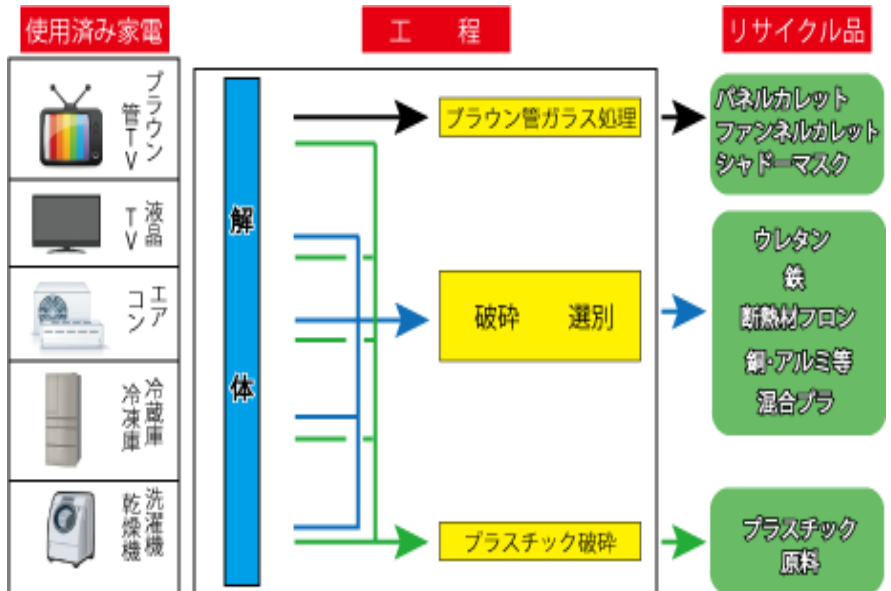 使用済み家電
工 程
リサイクル品
ブラウン
管TV
液晶
TV
エア
コン
冷蔵庫
冷凍庫
洗濯機
乾燥機
解
体
ブラウン管ガラス処理
破砕 選別
プラスチック破砕
パネルカレット
ファンネルカレット
シャドーマスク
ウレタン
鉄
断熱材フロン
銅・アルミ等
混合プラ
プラスチック
原料